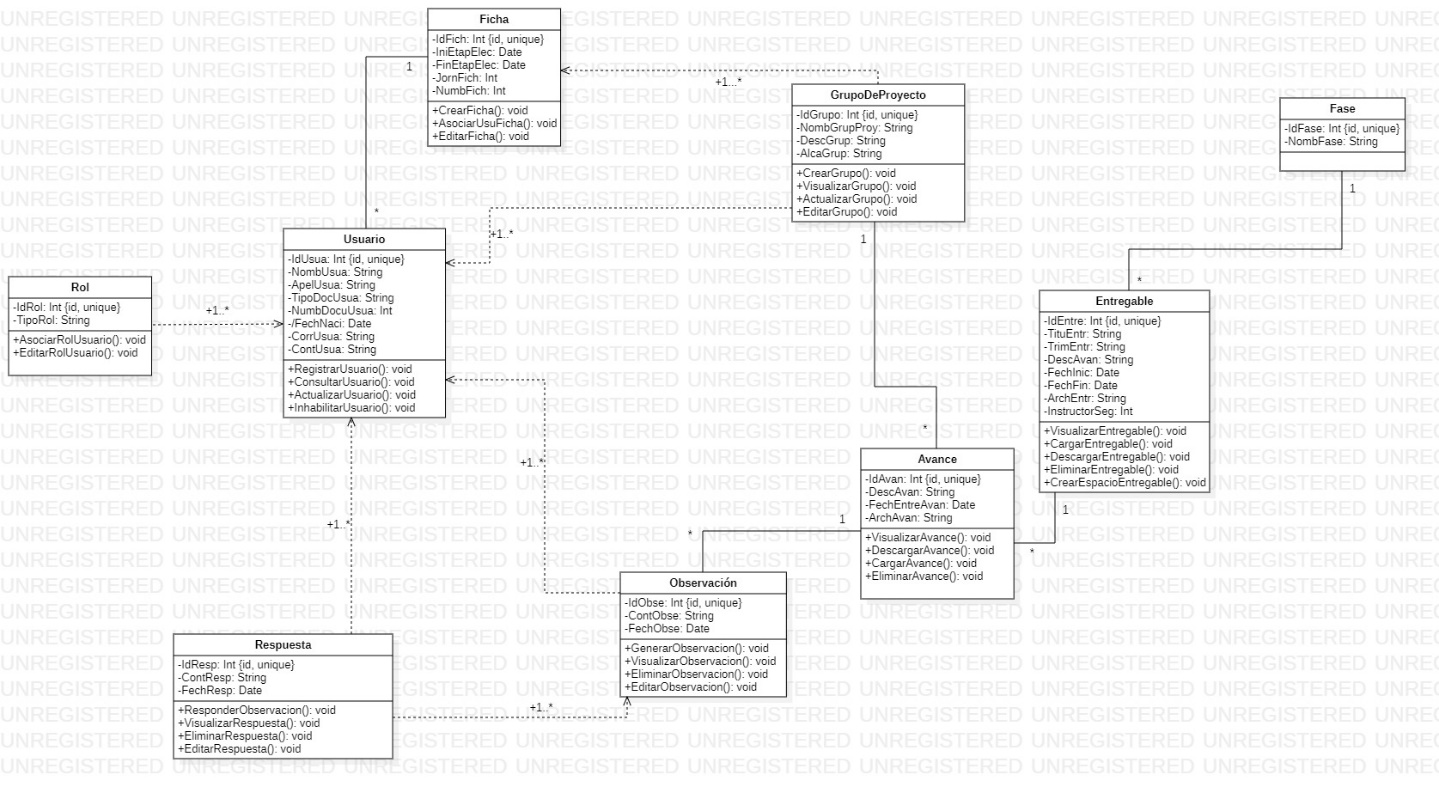 Ficha
-IdFich: Int {id, unique}
-IniEtapElec: Date
-FinEtapElec: Date
-JornFich: Int
-NumbFich: Int
+CrearFicha(): void
+AsociarUsuFicha(): void
+EditarFicha(): void
1
*
+1...*
GrupoDeProyecto
-IdGrupo: Int {id, unique}
-NombGrupProy: String
-DescGrup: String
-AlcaGrup: String
+CrearGrupo(): void
+VisualizarGrupo(): void
+ActualizarGrupo(): void
+EditarGrupo(): void
+1..*
1
*
Fase
-IdFase: Int {id, unique}
-NombFase: String
1
*
Rol
-IdRol: Int {id, unique}
-TipoRol: String
+AsociarRolUsuario(): void
+EditarRolUsuario(): void
+1..*
Usuario
-IdUsua: Int {id, unique}
-NombUsua: String
-ApelUsua: String
-TipoDocUsua: String
-NumbDocuUsua: Int
-/FechNaci: Date
-CorrUsua: String
-ContUsua: String
+RegistrarUsuario(): void
+ConsultarUsuario(): void
+ActualizarUsuario(): void
+InhabilitarUsuario(): void
Entregable
-IdEntre: Int {id, unique}
-TituEntr: String
-TrimEntr: String
-DescAvan: String
-FechInic: Date
-FechFin: Date
-ArchEntr: String
-InstructorSeg: Int
+VisualizarEntregable(): void
+CargarEntregable(): void
+DescargarEntregable(): void
+EliminarEntregable(): void
+CrearEspacioEntregable(): void
1
*
Avance
-IdAvan: Int {id, unique}
-DescAvan: String
-FechEntreAvan: Date
-ArchAvan: String
+VisualizarAvance(): void
+DescargarAvance(): void
+CargarAvance(): void
+EliminarAvance(): void
1
*
+1..*
+1..*
Observación
-IdObse: Int {id, unique}
-ContObse: String
-FechObse: Date
+GenerarObservacion(): void
+VisualizarObservacion(): void
+EliminarObservacion(): void
+EditarObservacion(): void
Respuesta
-IdResp: Int {id, unique}
-ContResp: String
-FechResp: Date
+ResponderObservacion(): void
+VisualizarRespuesta(): void
+EliminarRespuesta(): void
+EditarRespuesta(): void
+1..*
UNREGISTERED